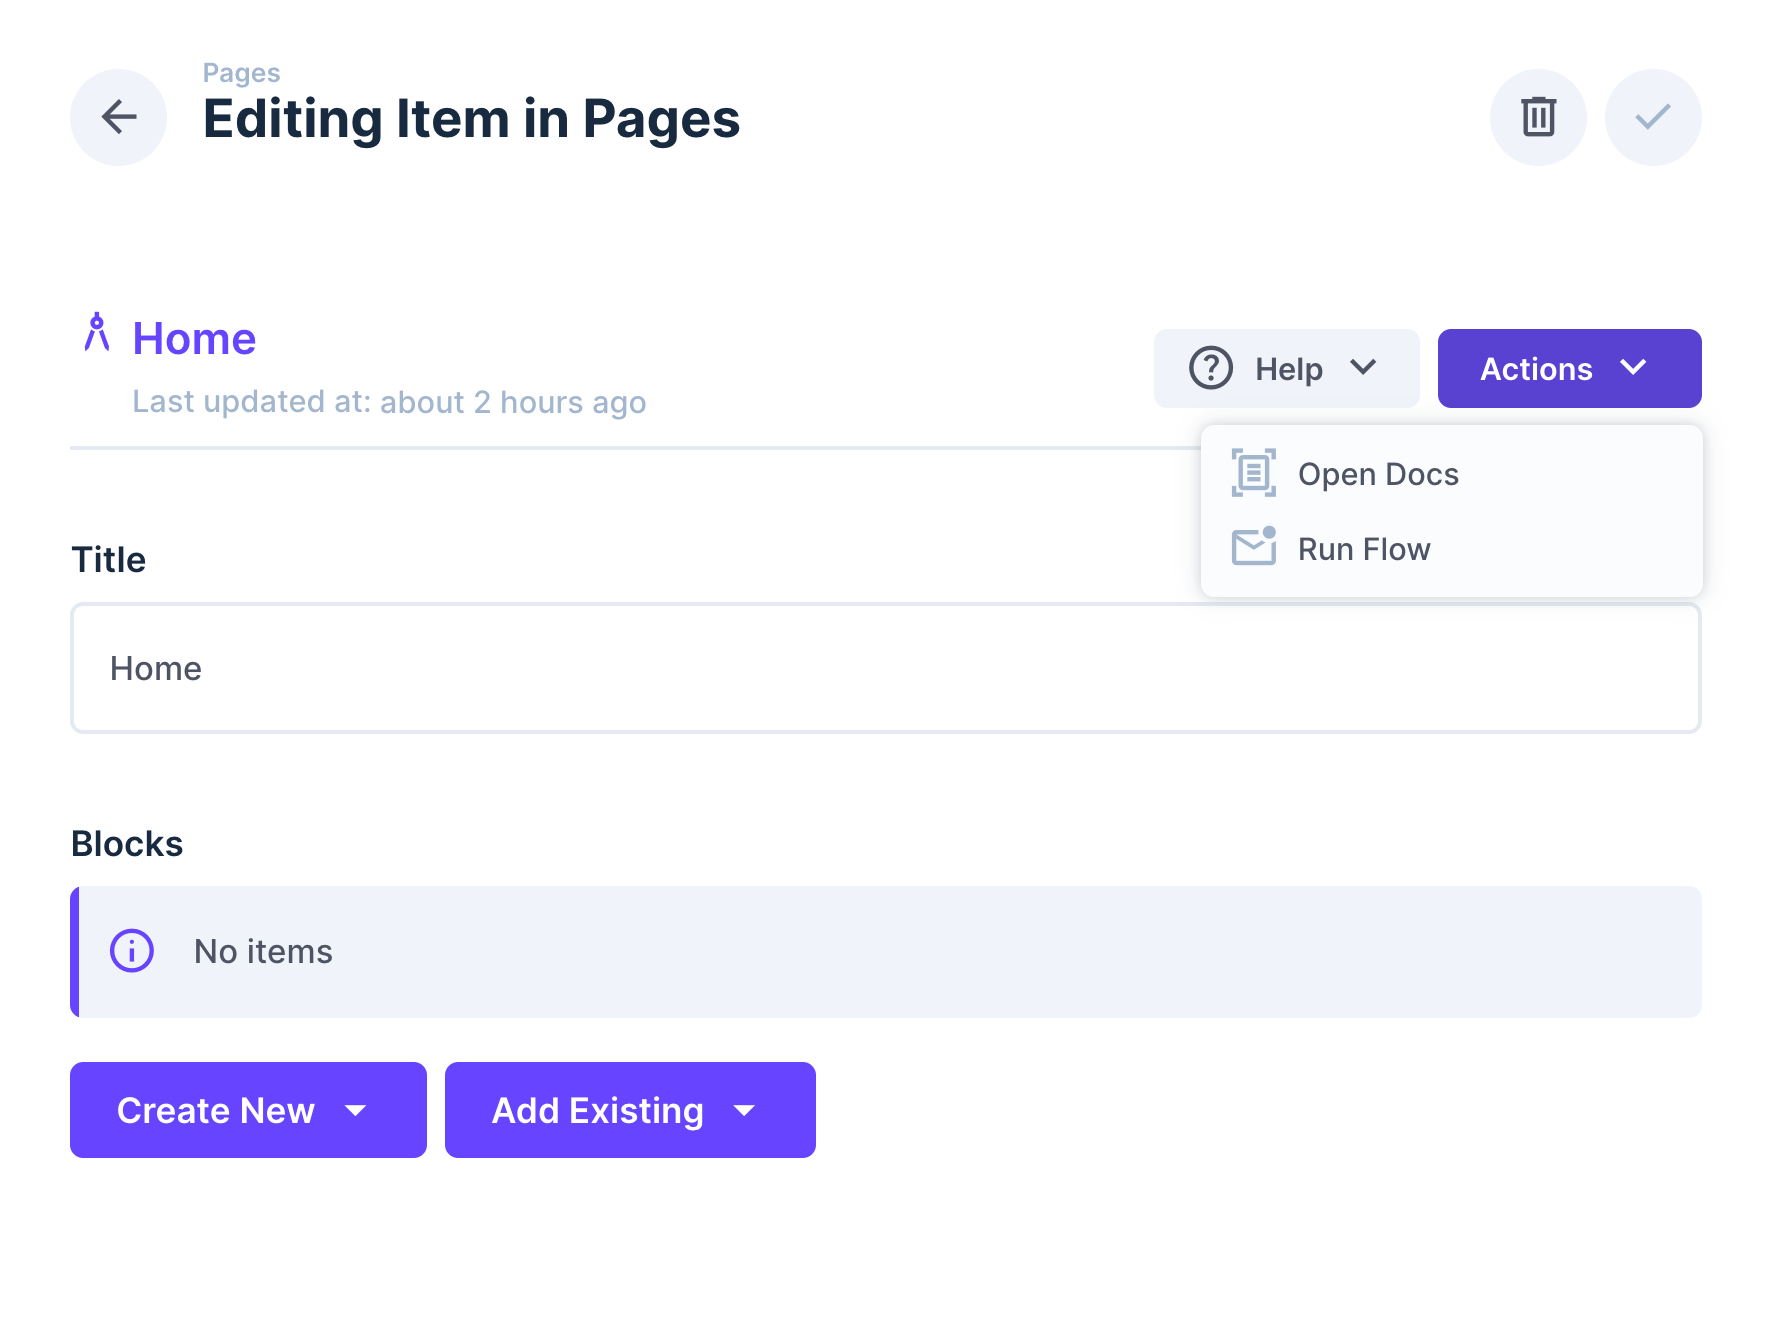 Pages
Editing Item in Pages
Home
Last updated at: about 2 hours ago
Help
Actions
Open Docs
Run Flow
Title
Home
Blocks
No items
Create New
Add Existing